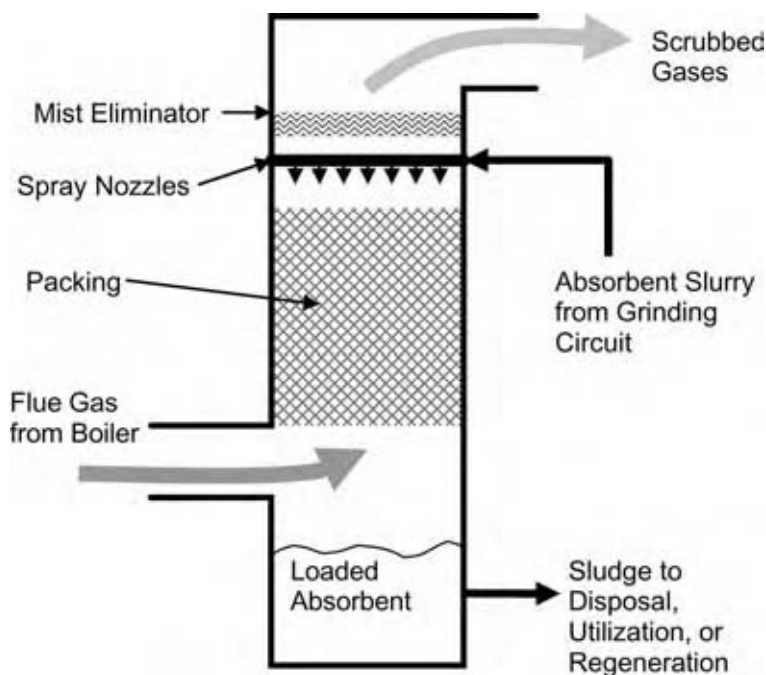 Scrubbed
Gases
Mist Eliminator
Spray Nozzles
Packing
Absorbent Slurry
from Grinding
Circuit
Flue Gas
from Boiler
Loaded
Absorbent
Sludge to
Disposal,
Utilization, or
Regeneration